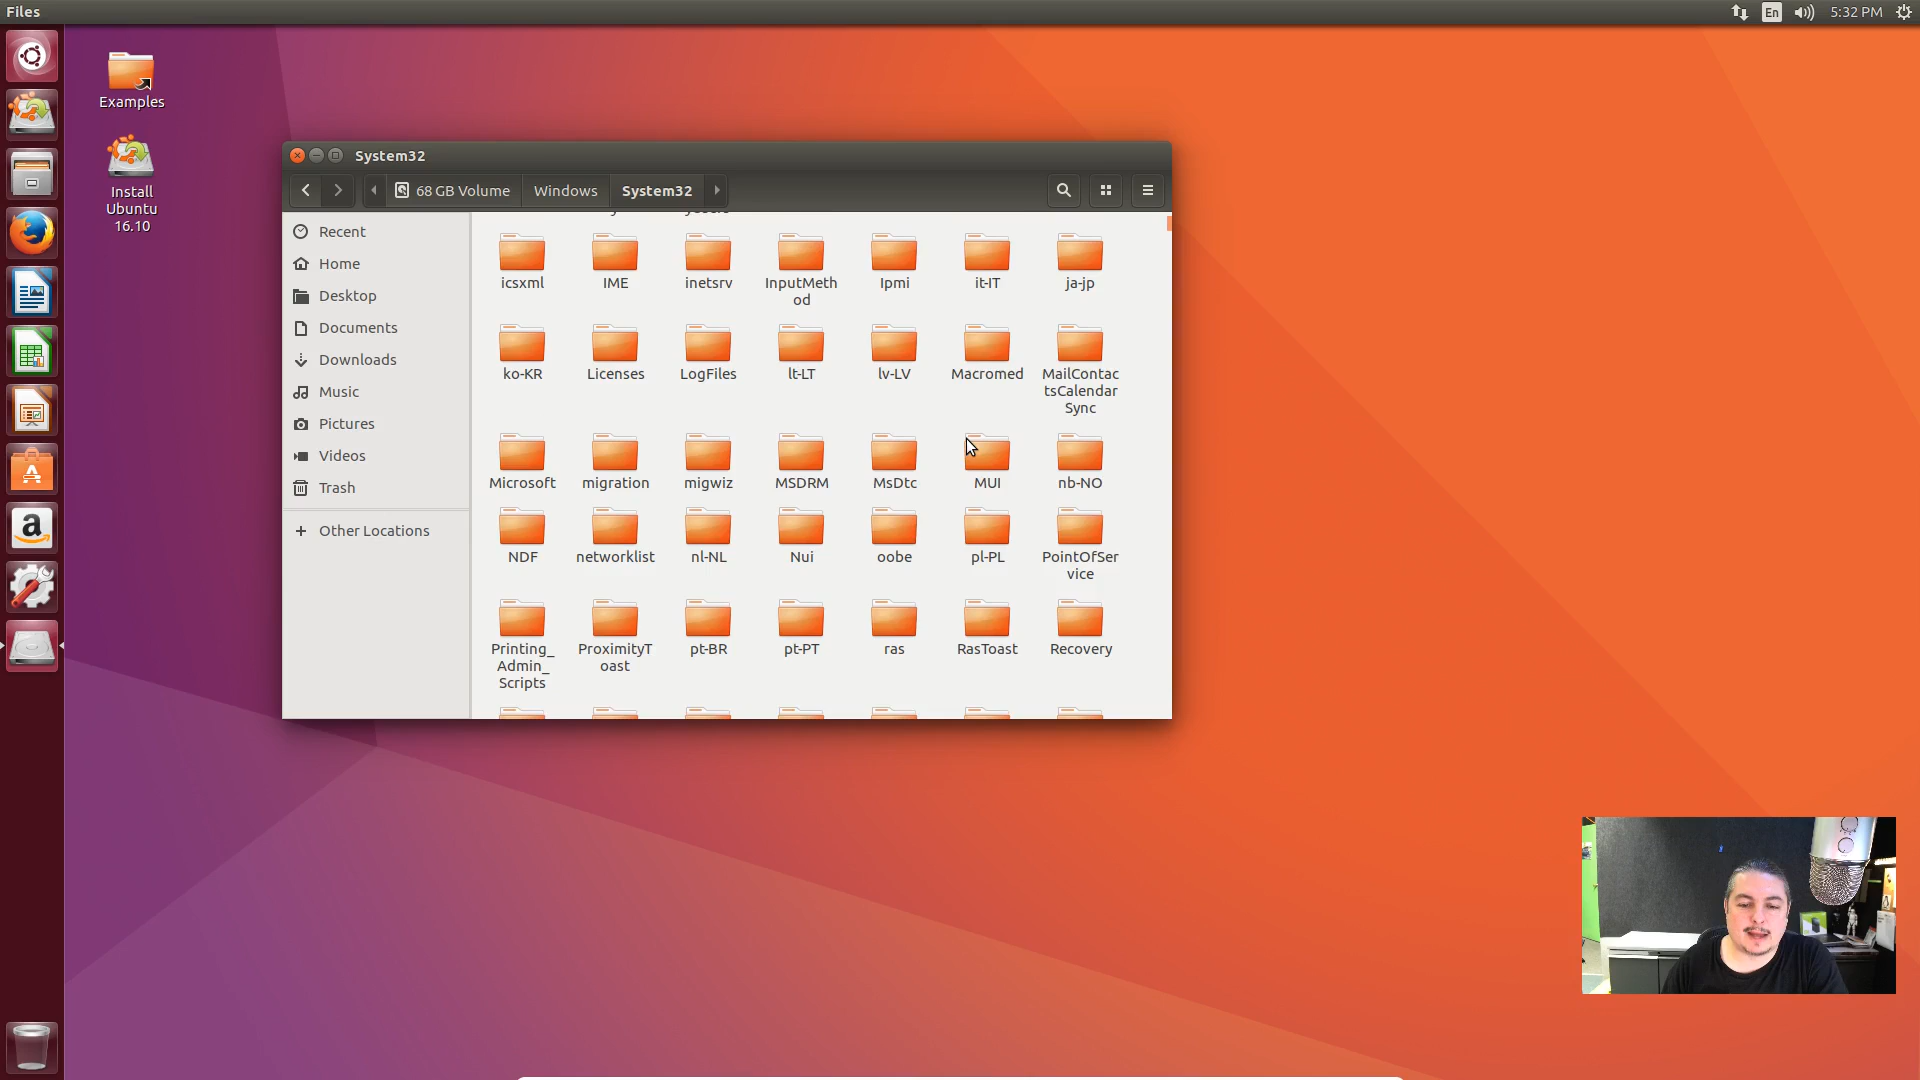 Files
En
5:32 PM
Examples
Install
Ubuntu
16.10
System32
68 GB Volume
Windows
System32
Recent
Home
Desktop
Documents
Downloads
Music
Pictures
Videos
Trash
Other Locations
icsxml
IME
inetsrv
InputMeth
od
Ipmi
it-IT
ja-jp
ko-KR
Licenses
LogFiles
lt-LT
lv-LV
Macromed
MailContac
tsCalendar
Sync
Microsoft
migration
migwiz
MSDRM
MsDtc
MUI
nb-NO
NDF
networklist
nl-NL
Nui
oobe
pl-PL
PointOfSer
vice
Printing_
Admin_
Scripts
ProximityT
oast
pt-BR
pt-PT
ras
RasToast
Recovery